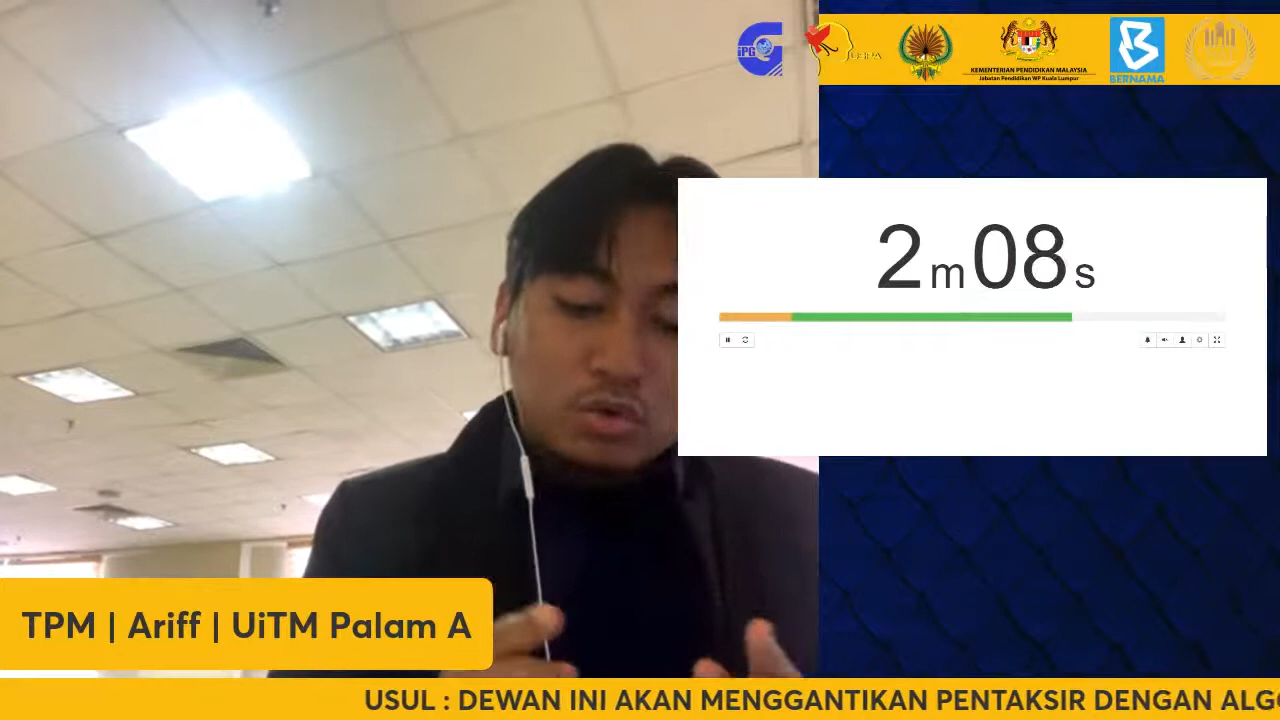 iPG
KEMENTERIAN PENDIDIKAN MALAYSIA
Jabatan Pendidikan WP Kuala Lumpur
BERNAMA
2m08s
TPM | Ariff | UiTM Palam A
USUL : DEWAN INI AKAN MENGGANTIKAN PENTAKSIR DENGAN ALG